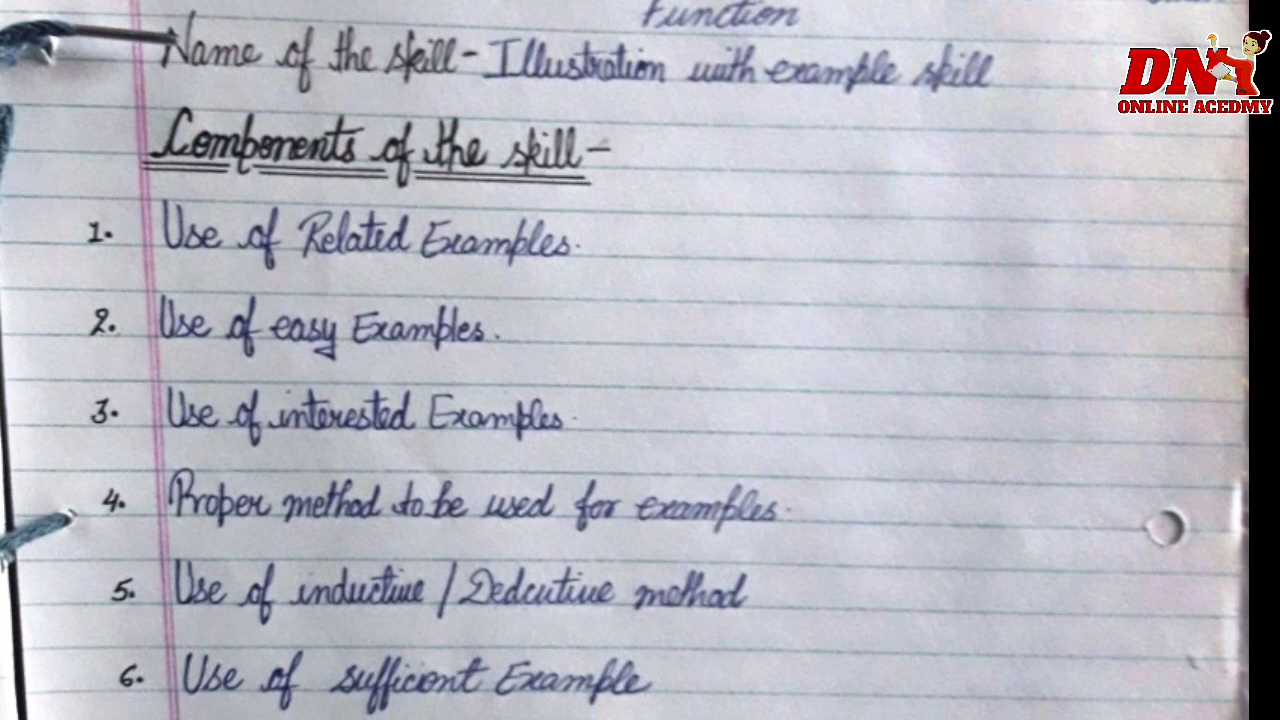 Function
Name of the skill - Illustration with example skill
Components of the skill -
1. Use of Related Examples.
2. Use of easy Examples.
3. Use of interested Examples.
4. Proper method to be used for examples.
5. Use of inductive / Dedcutive method
6. Use of sufficent Example
DN
ONLINE ACEDMY